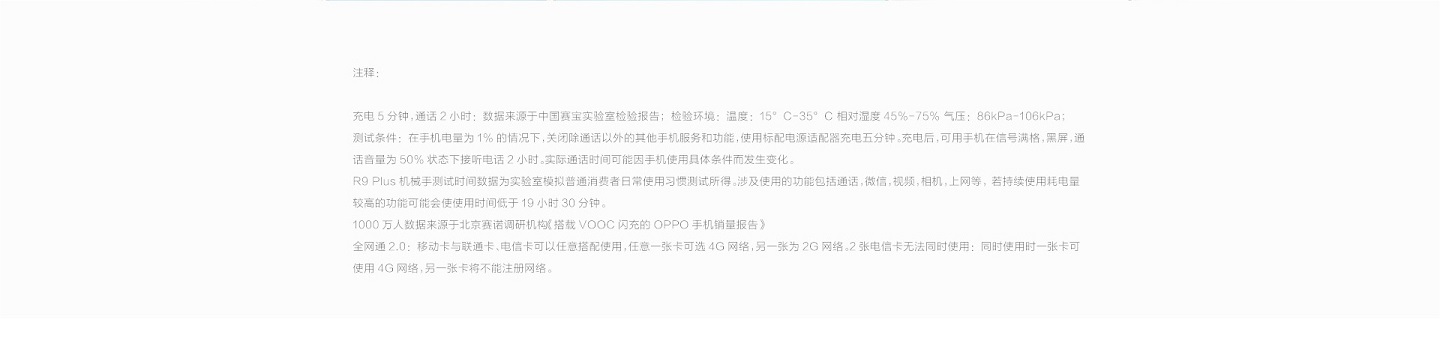 注释：
充电 5 分钟，通话 2 小时：数据来源于中国赛宝实验室检验报告；检验环境：温度：15°C-35°C 相对湿度 45%-75% 气压：86kPa-106kPa；
测试条件：在手机电量为 1% 的情况下，关闭除通话以外的其他手机服务和功能，使用标配电源适配器充电五分钟。充电后，可用手机在信号满格，黑屏，通
话音量为 50% 状态下接听电话 2 小时。实际通话时间可能因手机使用具体条件而发生变化。
R9 Plus 机械手测试时间数据为实验室模拟普通消费者日常使用习惯测试所得。涉及使用的功能包括通话，微信，视频，相机，上网等，若持续使用耗电量
较高的功能可能会使使用时间低于 19 小时 30 分钟。
1000 万人数据来源于北京赛诺调研机构《搭载 VOOC 闪充的 OPPO 手机销量报告》
全网通 2.0：移动卡与联通卡、电信卡可以任意搭配使用，任意一张卡可选 4G 网络，另一张为 2G 网络。2 张电信卡无法同时使用；同时使用时一张卡可
使用 4G 网络，另一张卡将不能注册网络。